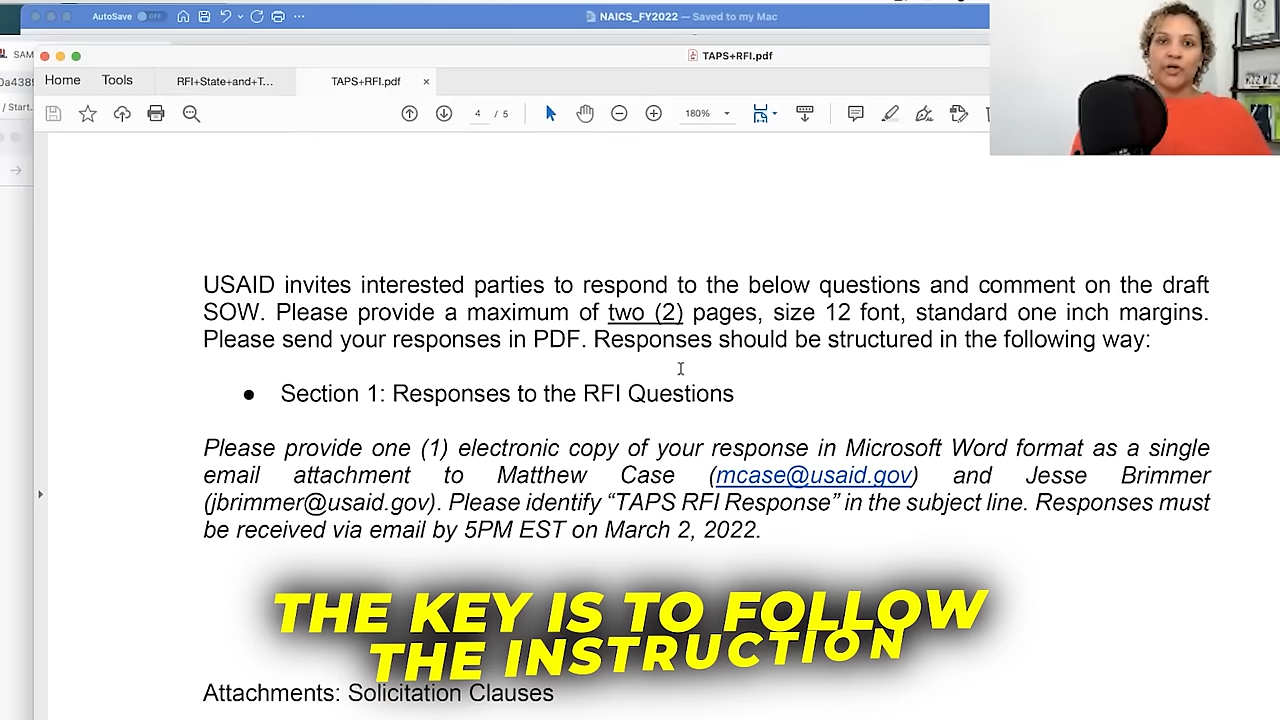 AutoSave OFF
NAICS_FY2022 — Saved to my Mac
SAM
TAPS+RFI.pdf
0a4389
Home Tools RFI+State+and+T... TAPS+RFI.pdf ×
/ Start.
4 / 5 180%
USAID invites interested parties to respond to the below questions and comment on the draft
SOW. Please provide a maximum of two (2) pages, size 12 font, standard one inch margins.
Please send your responses in PDF. Responses should be structured in the following way:
● Section 1: Responses to the RFI Questions
Please provide one (1) electronic copy of your response in Microsoft Word format as a single
email attachment to Matthew Case (mcase@usaid.gov) and Jesse Brimmer
(jbrimmer@usaid.gov). Please identify “TAPS RFI Response” in the subject line. Responses must
be received via email by 5PM EST on March 2, 2022.
THE KEY IS TO FOLLOW
THE INSTRUCTION
Attachments: Solicitation Clauses